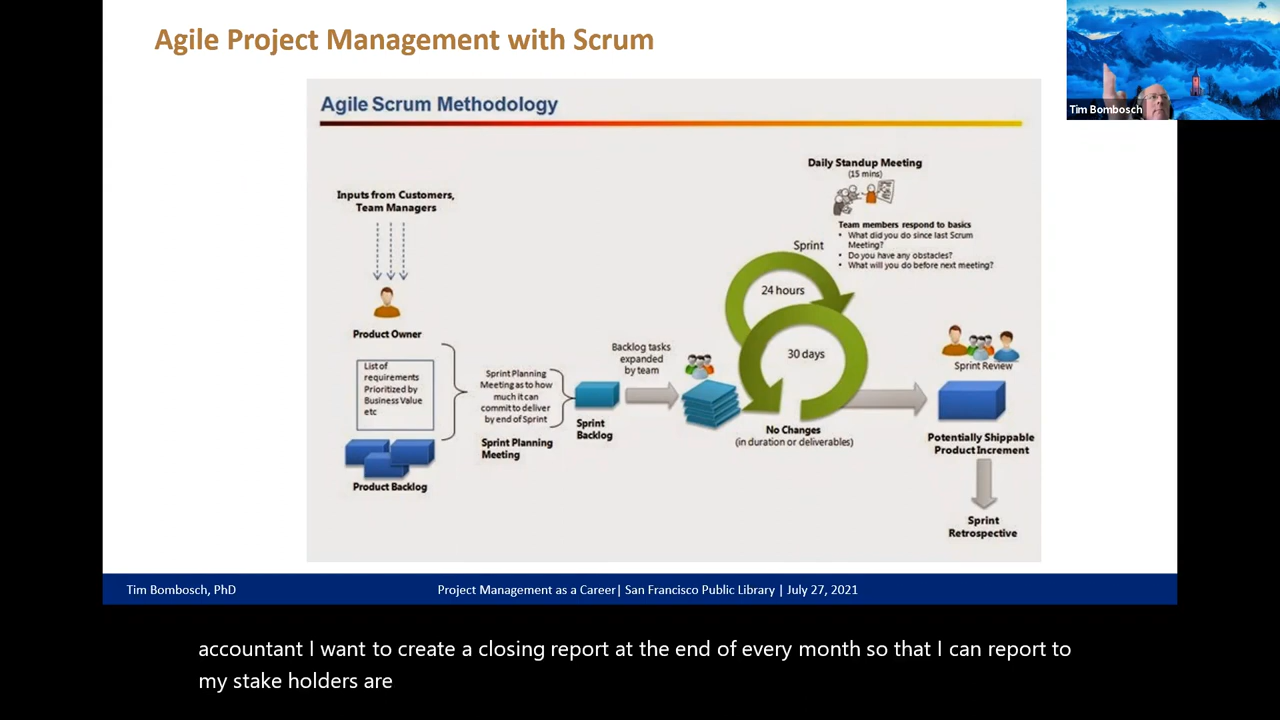 Agile Project Management with Scrum
Tim Bombosch
Agile Scrum Methodology
Daily Standup Meeting
(15 mins)
Inputs from Customers,
Team Managers
Team members respond to basics
• What did you do since last Scrum
Meeting?
• Do you have any obstacles?
• What will you do before next meeting?
Sprint
24 hours
Product Owner
Backlog tasks
expanded
by team
30 days
Sprint Review
List of
requirements
Prioritized by
Business Value
etc
Sprint Planning
Meeting as to how
much it can
commit to deliver
by end of Sprint
Sprint
Backlog
Sprint Planning
Meeting
No Changes
(in duration or deliverables)
Potentially Shippable
Product Increment
Product Backlog
Sprint
Retrospective
Tim Bombosch, PhD
Project Management as a Career| San Francisco Public Library | July 27, 2021
accountant I want to create a closing report at the end of every month so that I can report to
my stake holders are